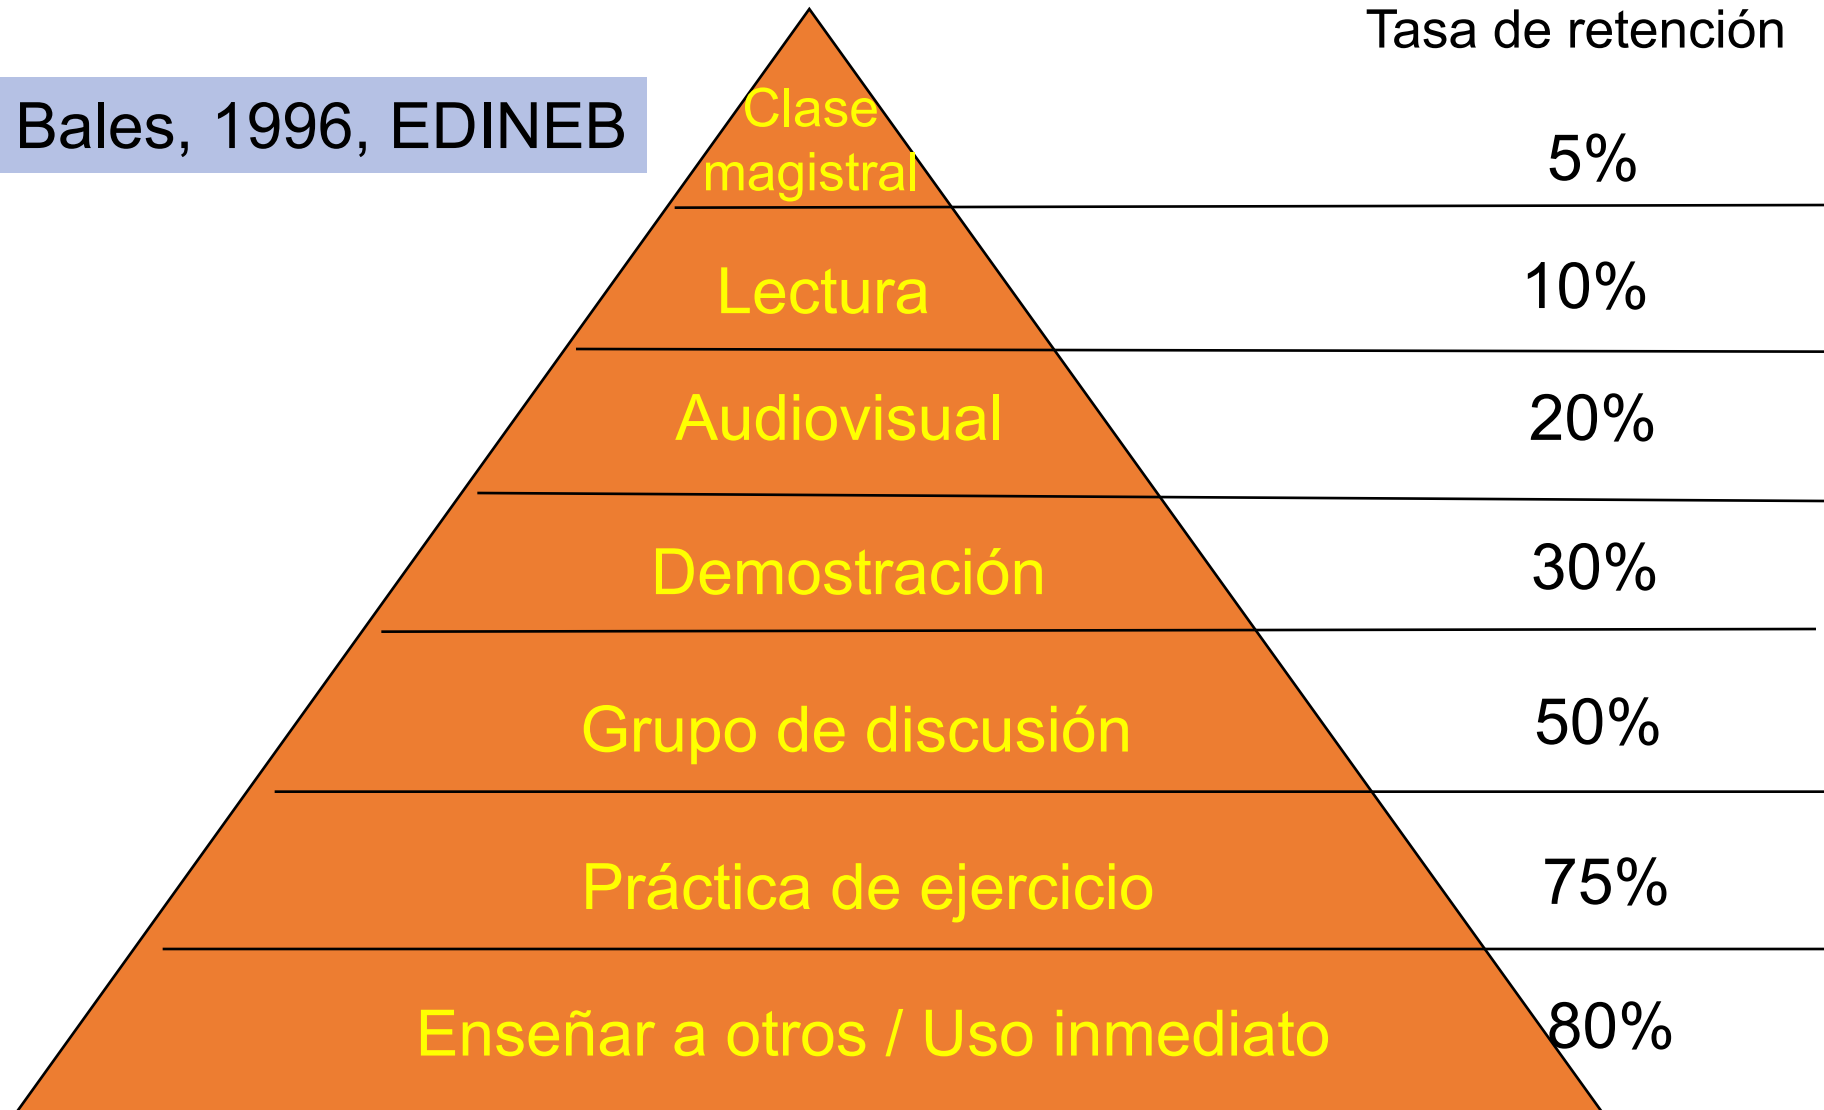 Tasa de retención
Bales, 1996, EDINEB
Clase
magistral
5%
Lectura
10%
Audiovisual
20%
Demostración
30%
Grupo de discusión
50%
Práctica de ejercicio
75%
Enseñar a otros / Uso inmediato
80%